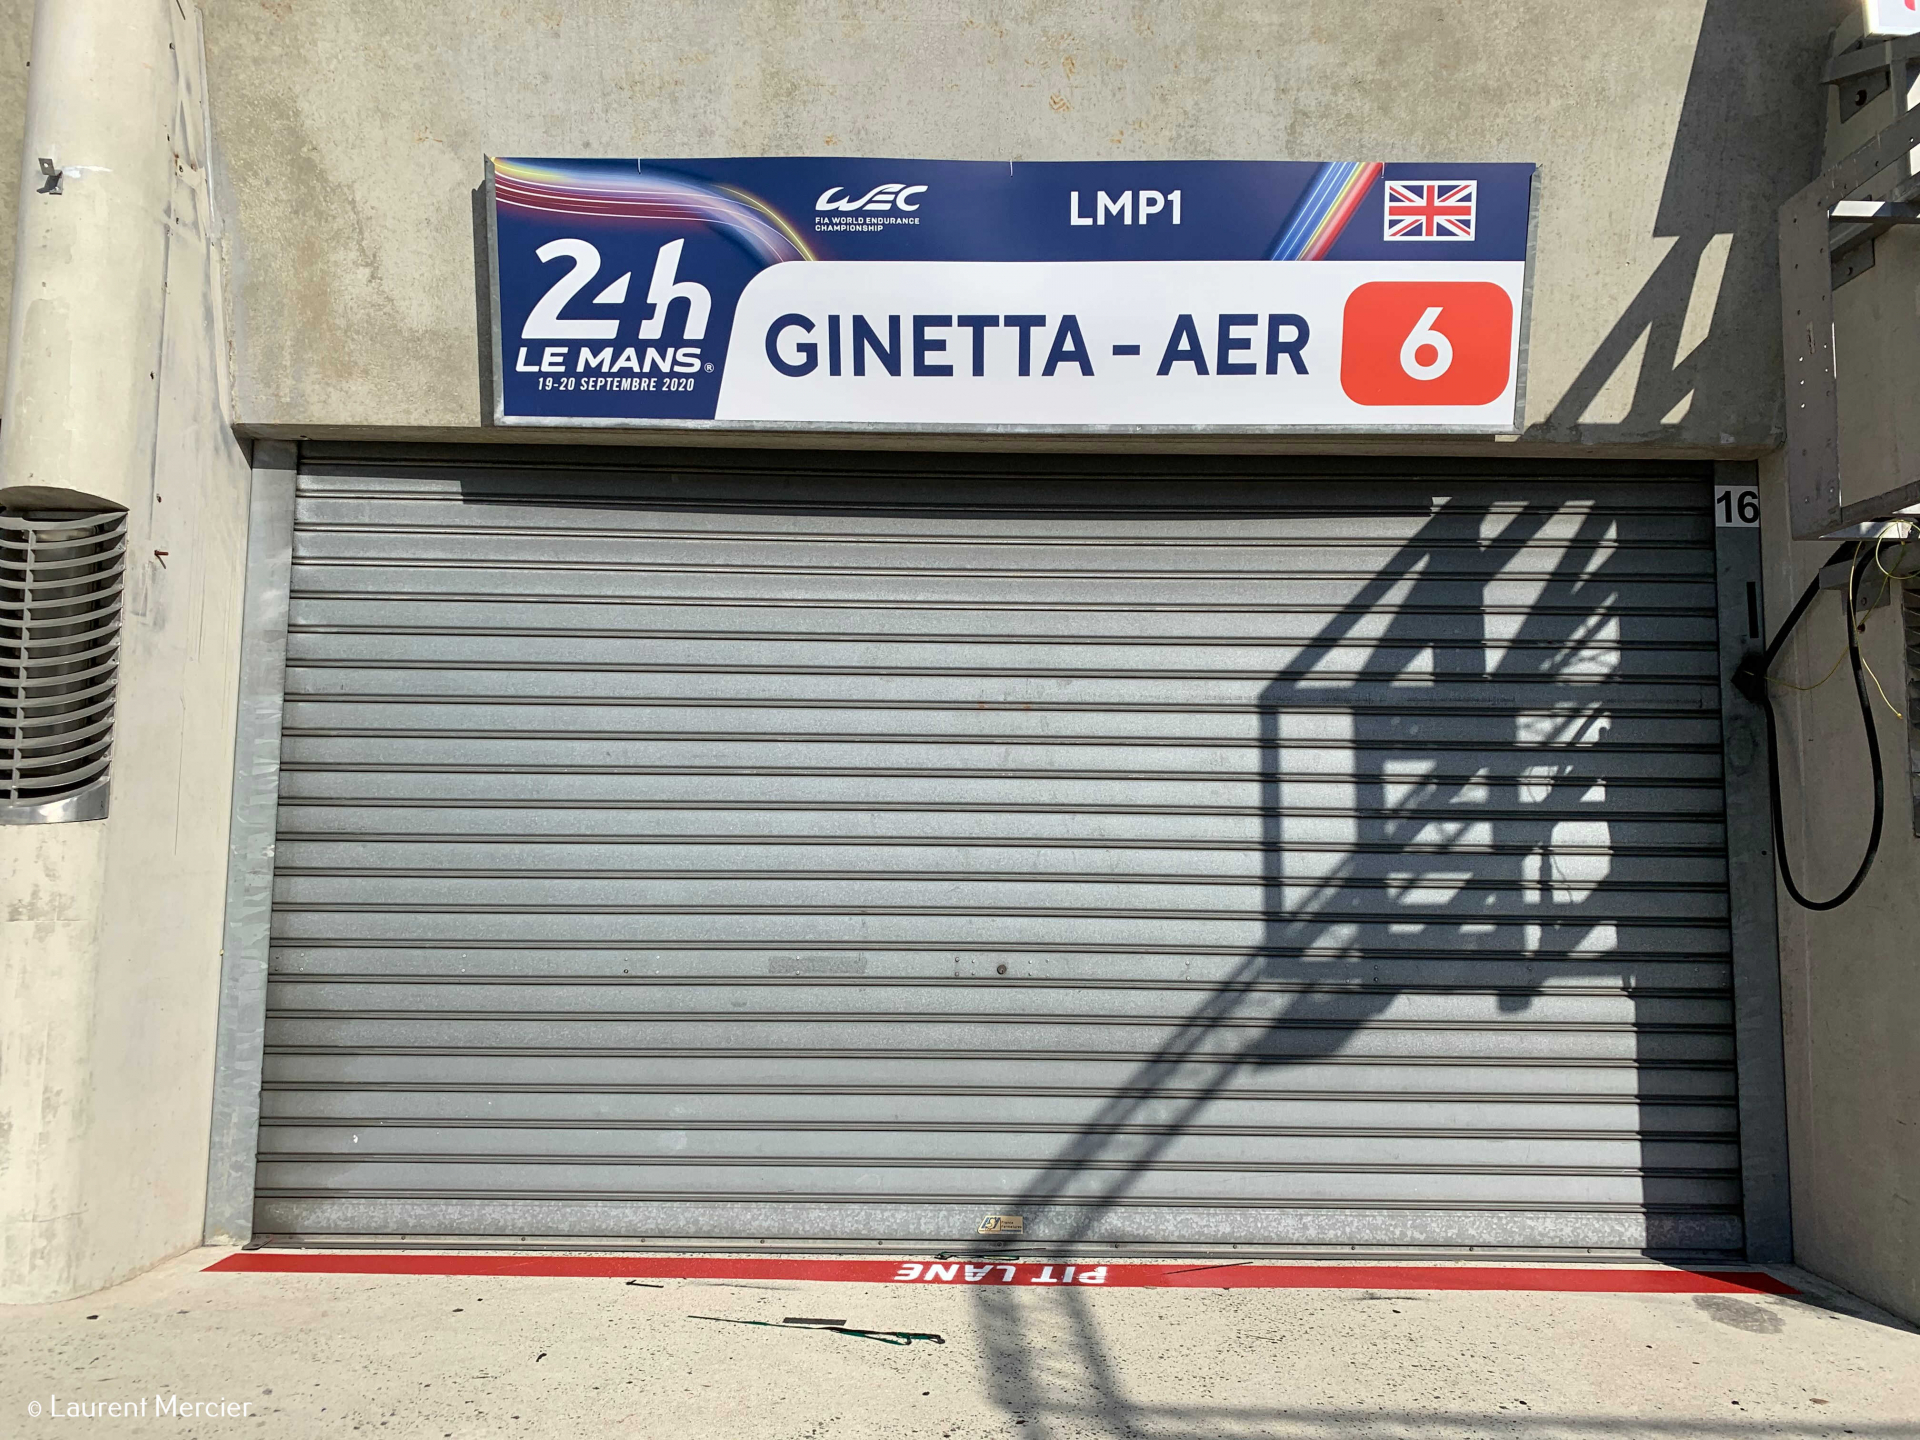 WEC
FIA WORLD ENDURANCE
CHAMPIONSHIP
LMP1
24h
LE MANS®
19-20 SEPTEMBRE 2020
GINETTA - AER
6
16
PIT LANE
© Laurent Mercier